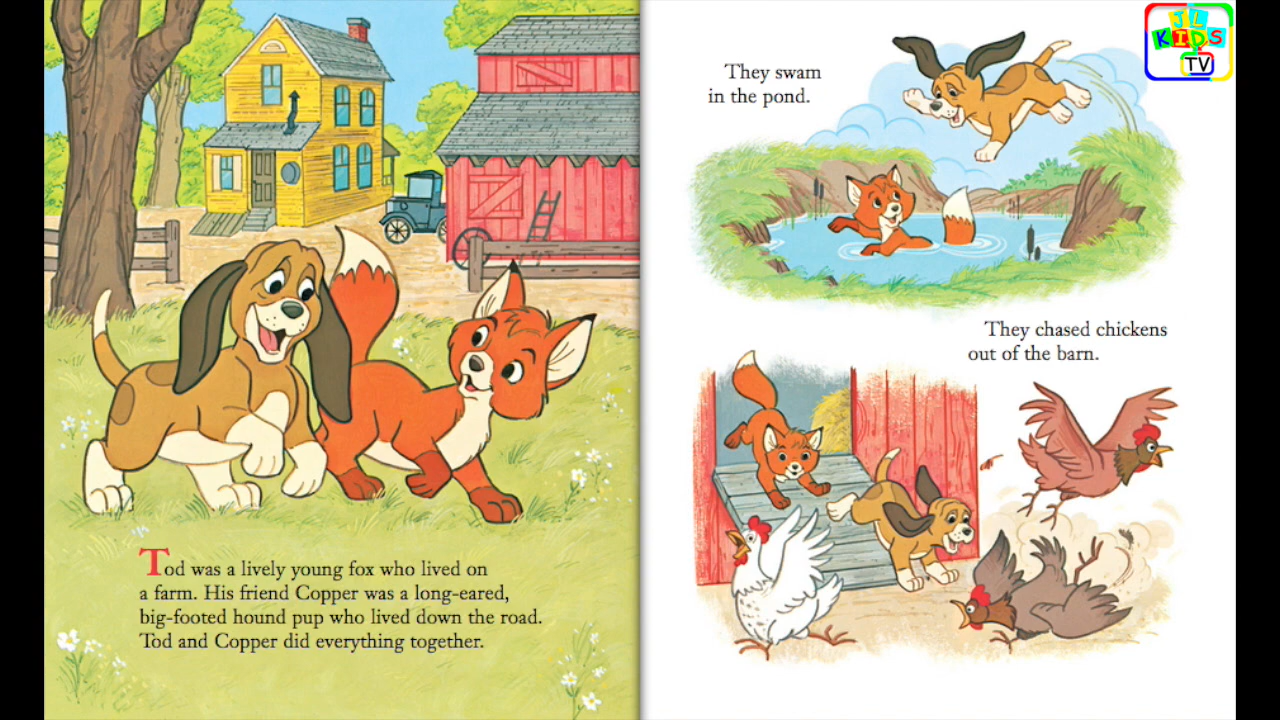 Tod was a lively young fox who lived on
a farm. His friend Copper was a long-eared,
big-footed hound pup who lived down the road.
Tod and Copper did everything together.
They swam
in the pond.
They chased chickens
out of the barn.
JL
KIDS
TV